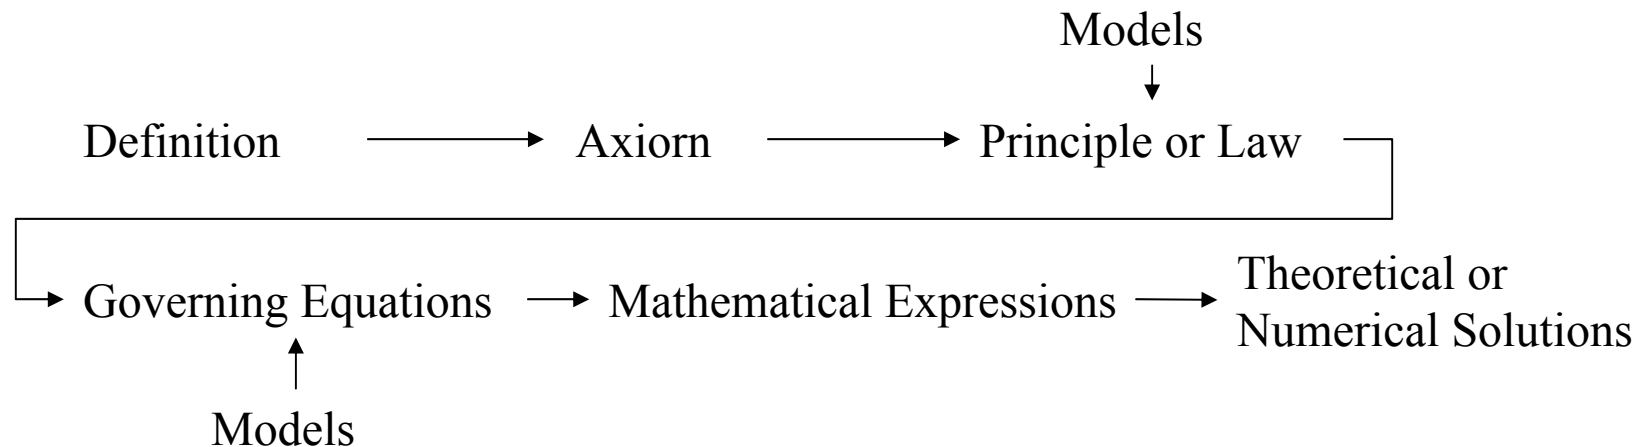 Models
Definition Axiorn Principle or Law
Governing Equations Mathematical Expressions Theoretical or
Numerical Solutions
Models